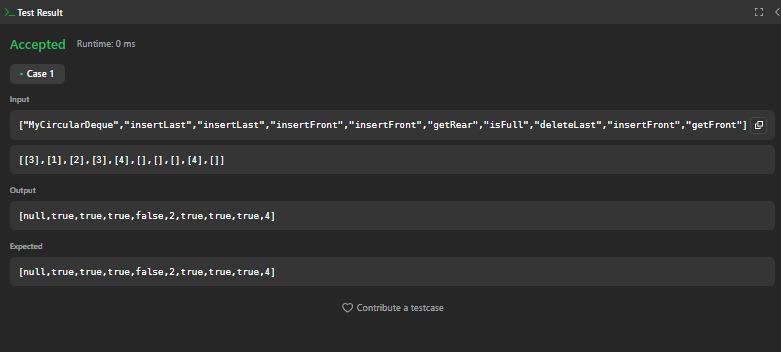 Test Result
Accepted Runtime: 0 ms
Case 1
Input
["MyCircularDeque","insertLast","insertLast","insertFront","insertFront","getRear","isFull","deleteLast","insertFront","getFront"]
[[3],[1],[2],[3],[4],[],[],[],[4],[]]
Output
[null,true,true,true,false,2,true,true,true,4]
Expected
[null,true,true,true,false,2,true,true,true,4]
Contribute a testcase